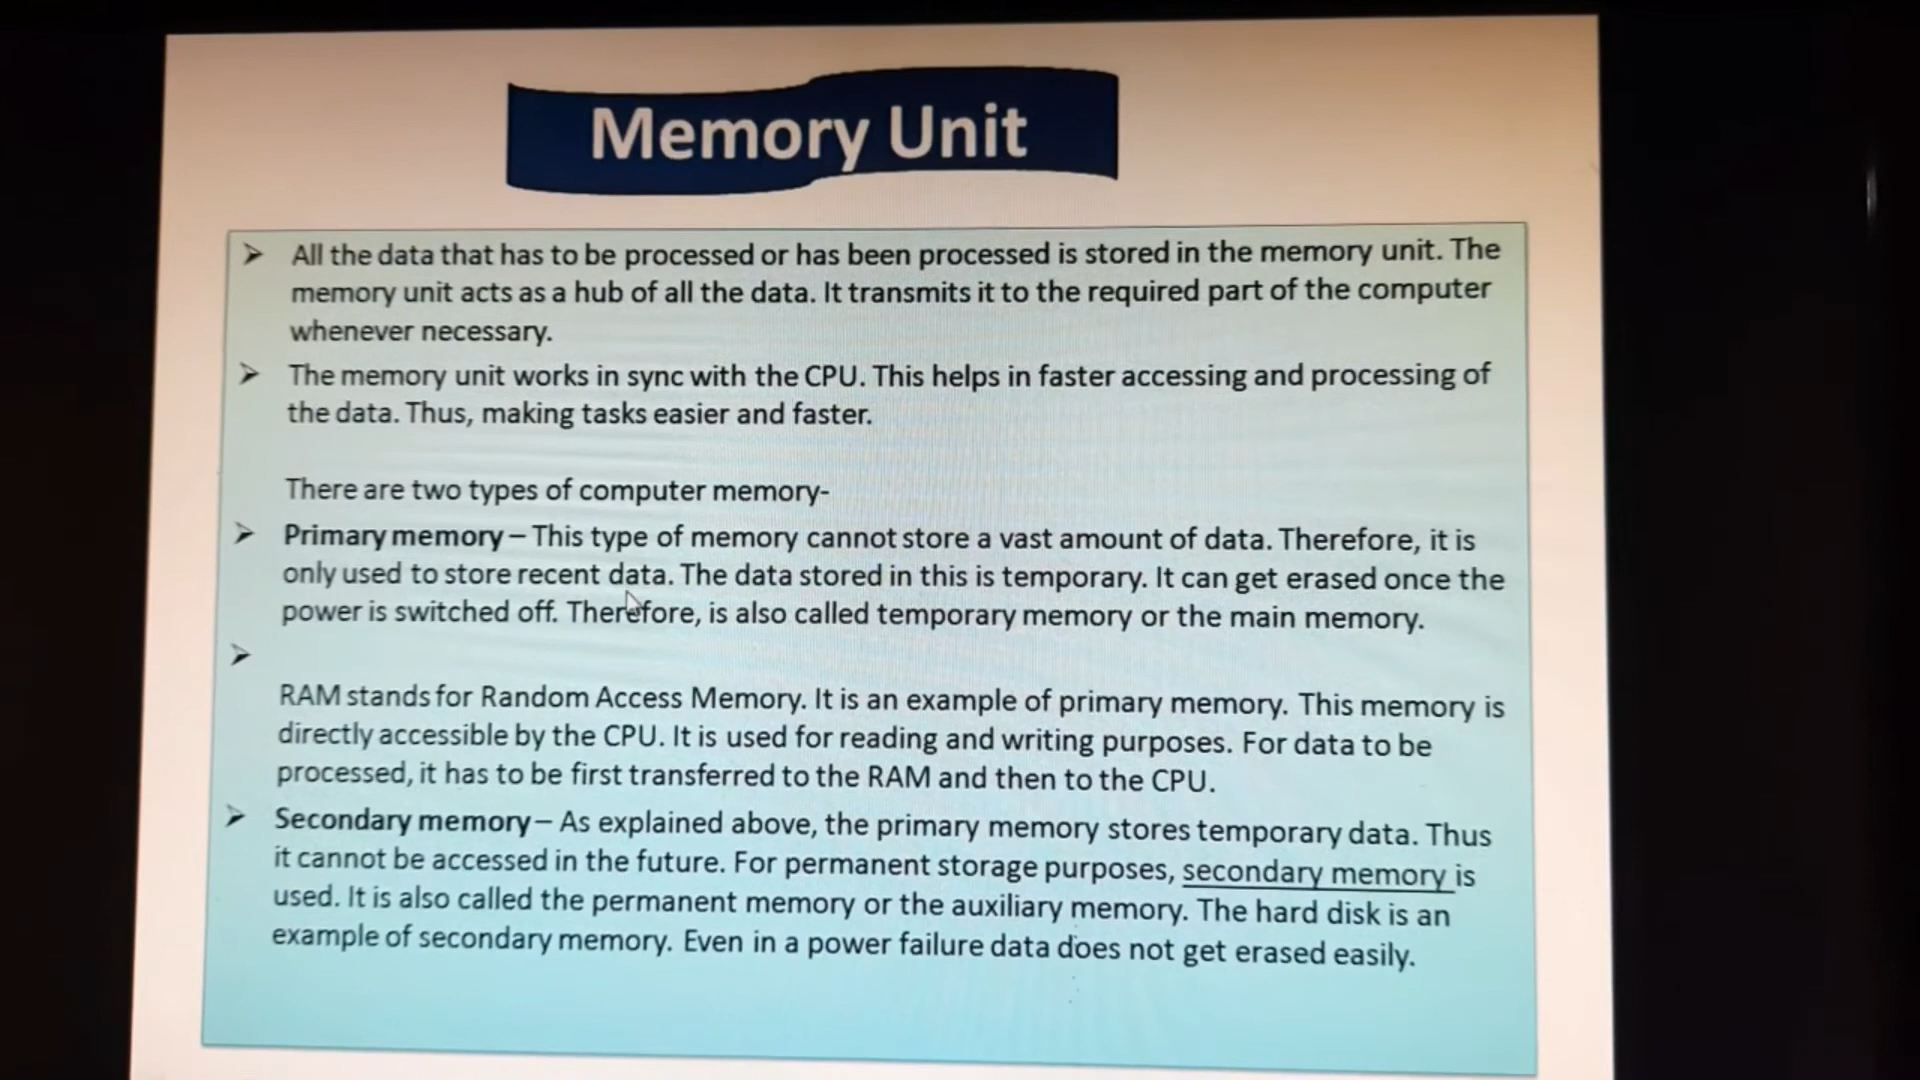 Memory Unit
All the data that has to be processed or has been processed is stored in the memory unit. The
memory unit acts as a hub of all the data. It transmits it to the required part of the computer
whenever necessary.
The memory unit works in sync with the CPU. This helps in faster accessing and processing of
the data. Thus, making tasks easier and faster.
There are two types of computer memory-
Primary memory – This type of memory cannot store a vast amount of data. Therefore, it is
only used to store recent data. The data stored in this is temporary. It can get erased once the
power is switched off. Therefore, is also called temporary memory or the main memory.
RAM stands for Random Access Memory. It is an example of primary memory. This memory is
directly accessible by the CPU. It is used for reading and writing purposes. For data to be
processed, it has to be first transferred to the RAM and then to the CPU.
Secondary memory – As explained above, the primary memory stores temporary data. Thus
it cannot be accessed in the future. For permanent storage purposes, secondary memory is
used. It is also called the permanent memory or the auxiliary memory. The hard disk is an
example of secondary memory. Even in a power failure data does not get erased easily.